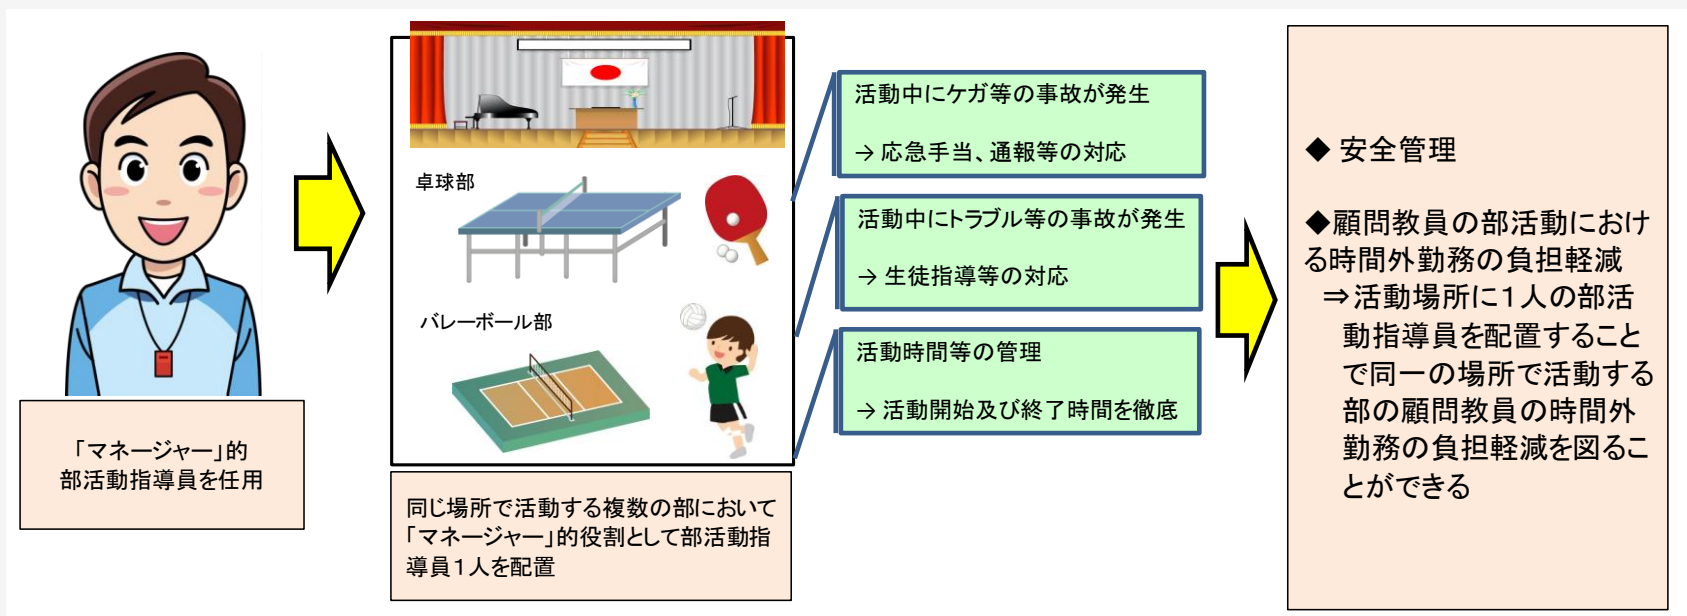 「マネージャー」的
部活動指導員を任用
卓球部
バレーボール部
同じ場所で活動する複数の部において
「マネージャー」的役割として部活動指
導員１人を配置
活動中にケガ等の事故が発生
→ 応急手当、通報等の対応
活動中にトラブル等の事故が発生
→ 生徒指導等の対応
活動時間等の管理
→ 活動開始及び終了時間を徹底
◆ 安全管理
◆顧問教員の部活動におけ
る時間外勤務の負担軽減
⇒活動場所に１人の部活
動指導員を配置すること
で同一の場所で活動する
部の顧問教員の時間外
勤務の負担軽減を図るこ
とができる